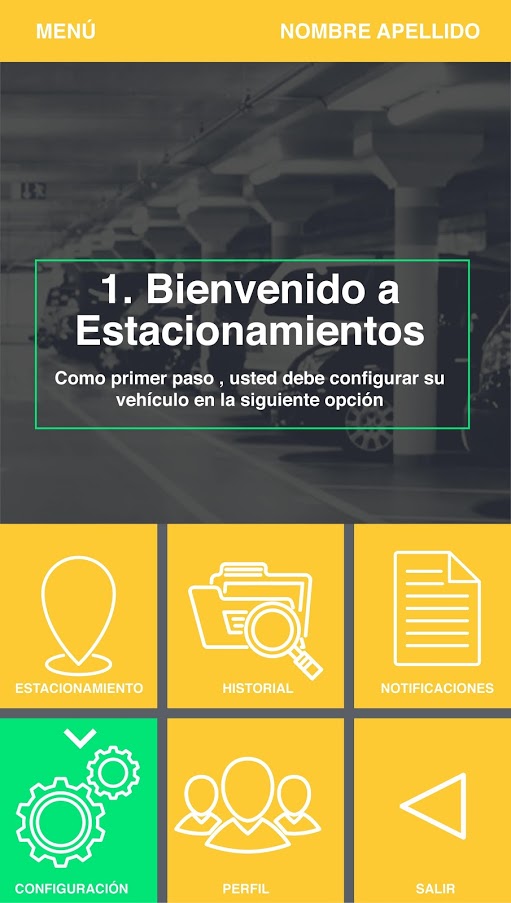 MENÚ NOMBRE APELLIDO
1. Bienvenido a
Estacionamientos
Como primer paso , usted debe configurar su
vehículo en la siguiente opción
ESTACIONAMIENTO HISTORIAL NOTIFICACIONES
CONFIGURACIÓN PERFIL SALIR